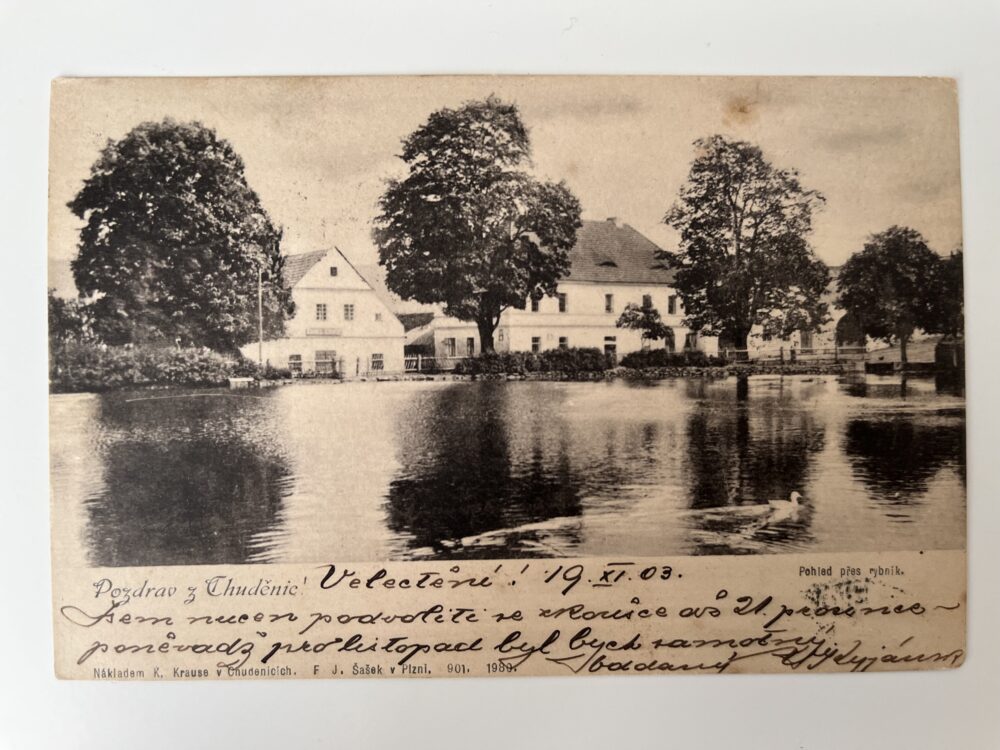 Pozdrav z Chuděnic!
Velectění! 19. XI. 03.
Pohled přes rybník.
Jsem nucen podvoliti se zkoušce až 21. prosince
poněvadž pro listopad byl bych samotný
oddaný
Nákladem K. Krause v Chudenicích. F. J. Šašek v Plzni, 901. 1989.